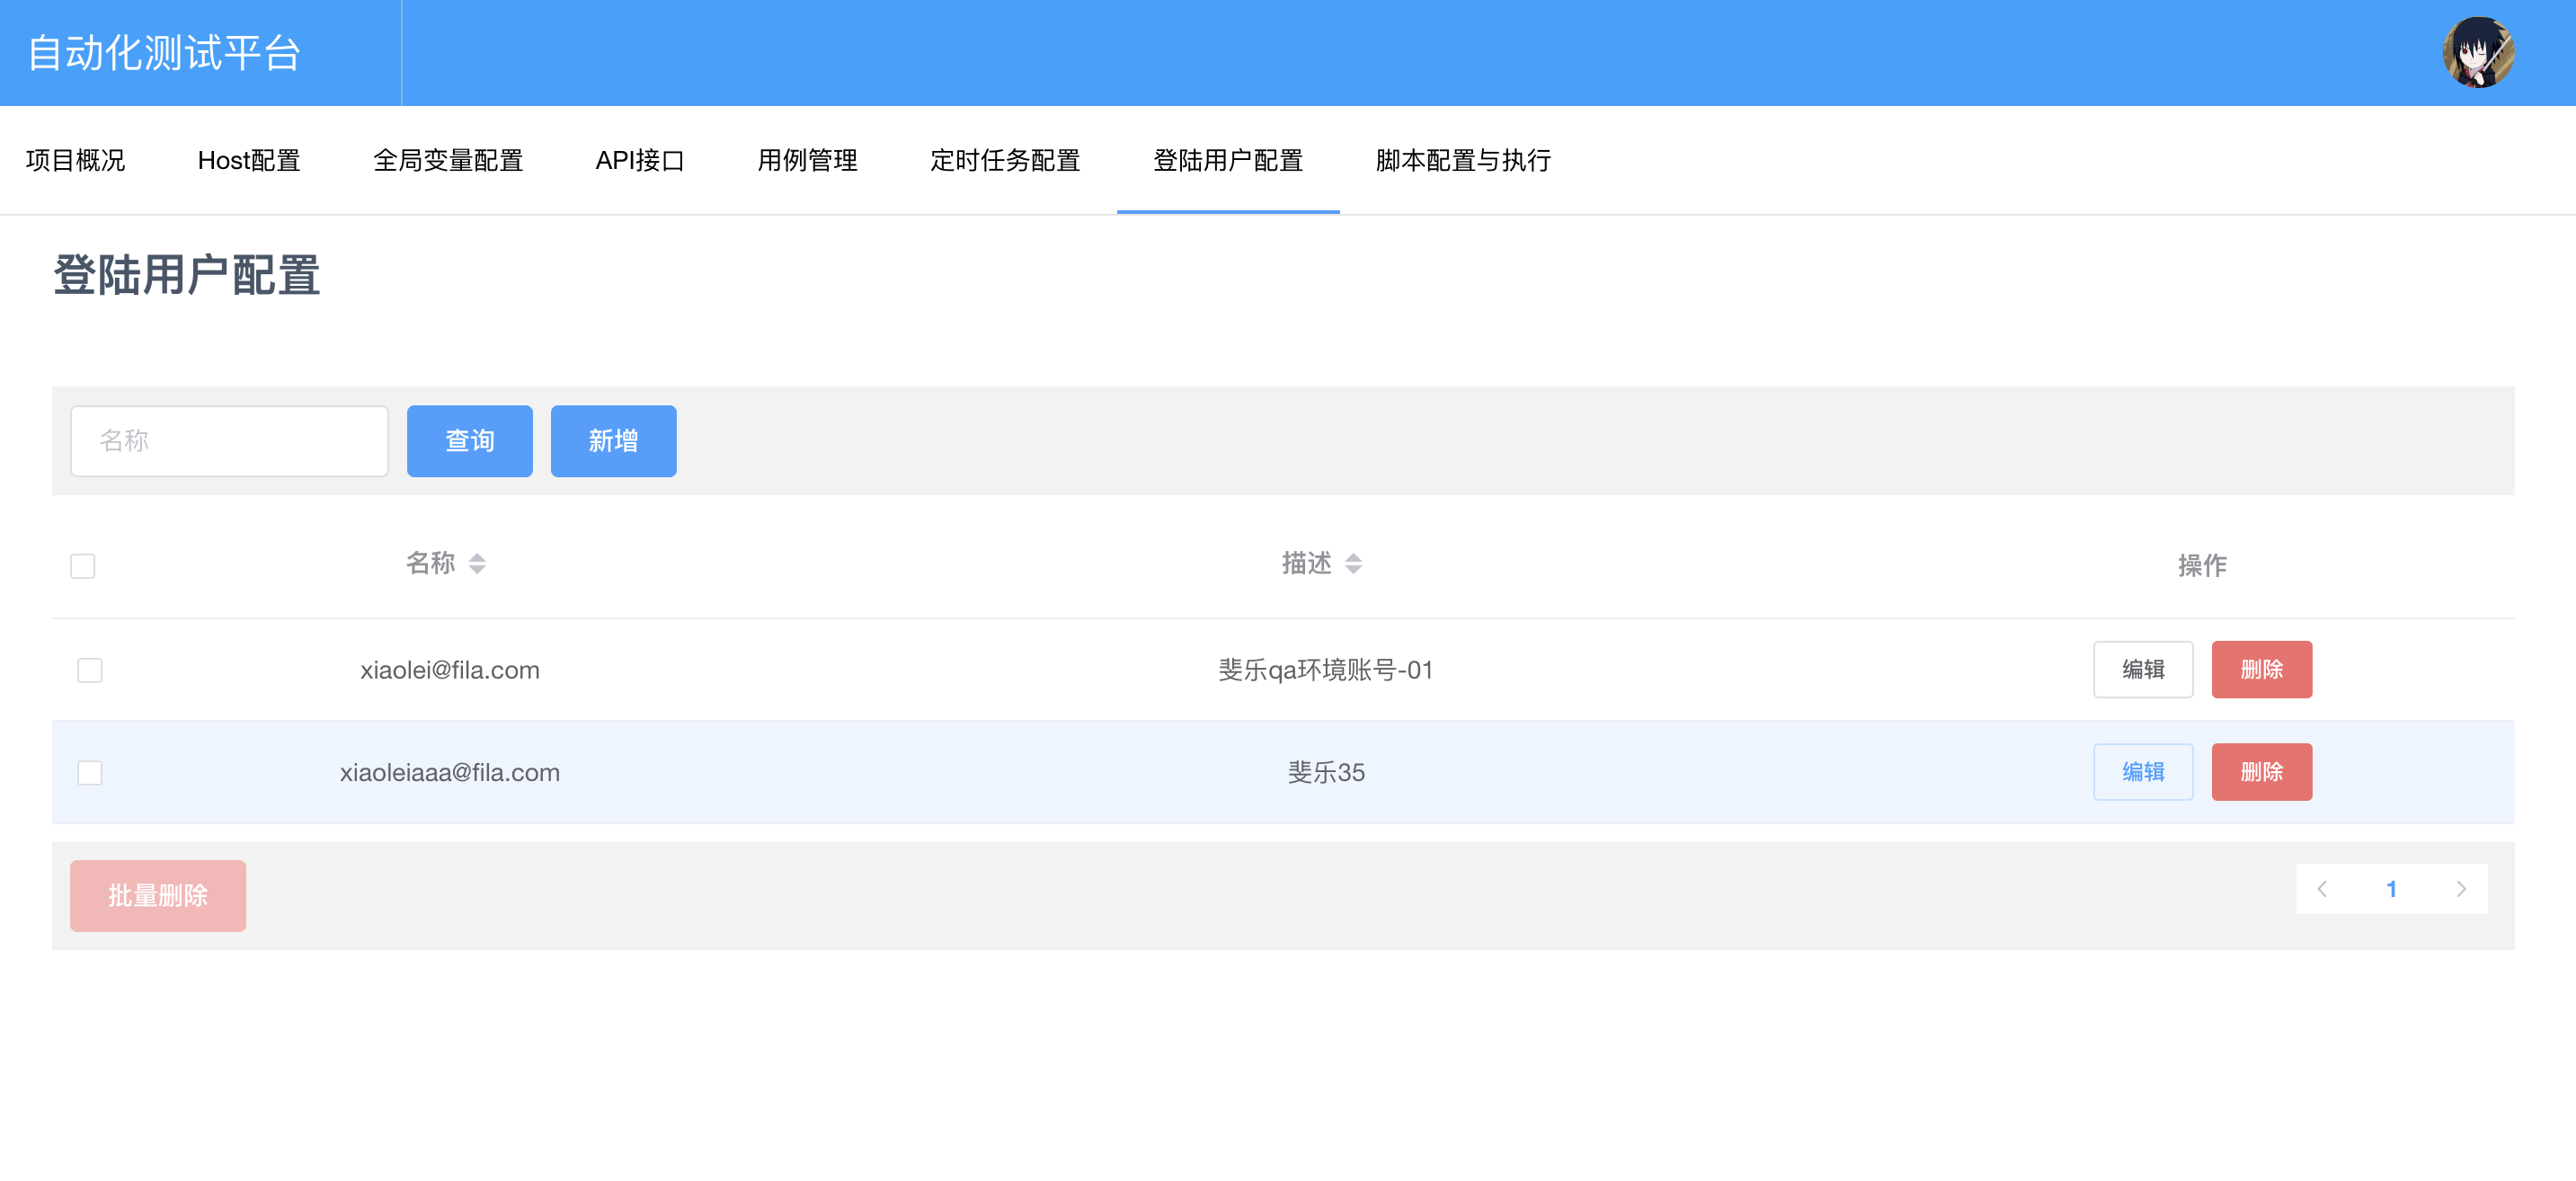 自动化测试平台
项目概况 Host配置 全局变量配置 API接口 用例管理 定时任务配置 登陆用户配置 脚本配置与执行
登陆用户配置
名称 查询 新增
名称 描述 操作
xiaolei@fila.com 斐乐qa环境账号-01 编辑 删除
xiaoleiaaa@fila.com 斐乐35 编辑 删除
批量删除 1